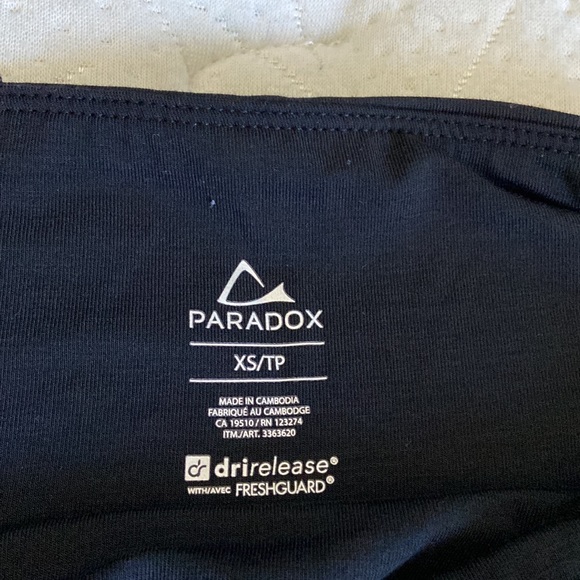 PARADOX
XS/TP
MADE IN CAMBODIA
FABRIQUÉ AU CAMBODGE
CA 19510 / RN 123274
ITM./ART. 3363620
dr drirelease®
WITH/AVEC FRESHGUARD®